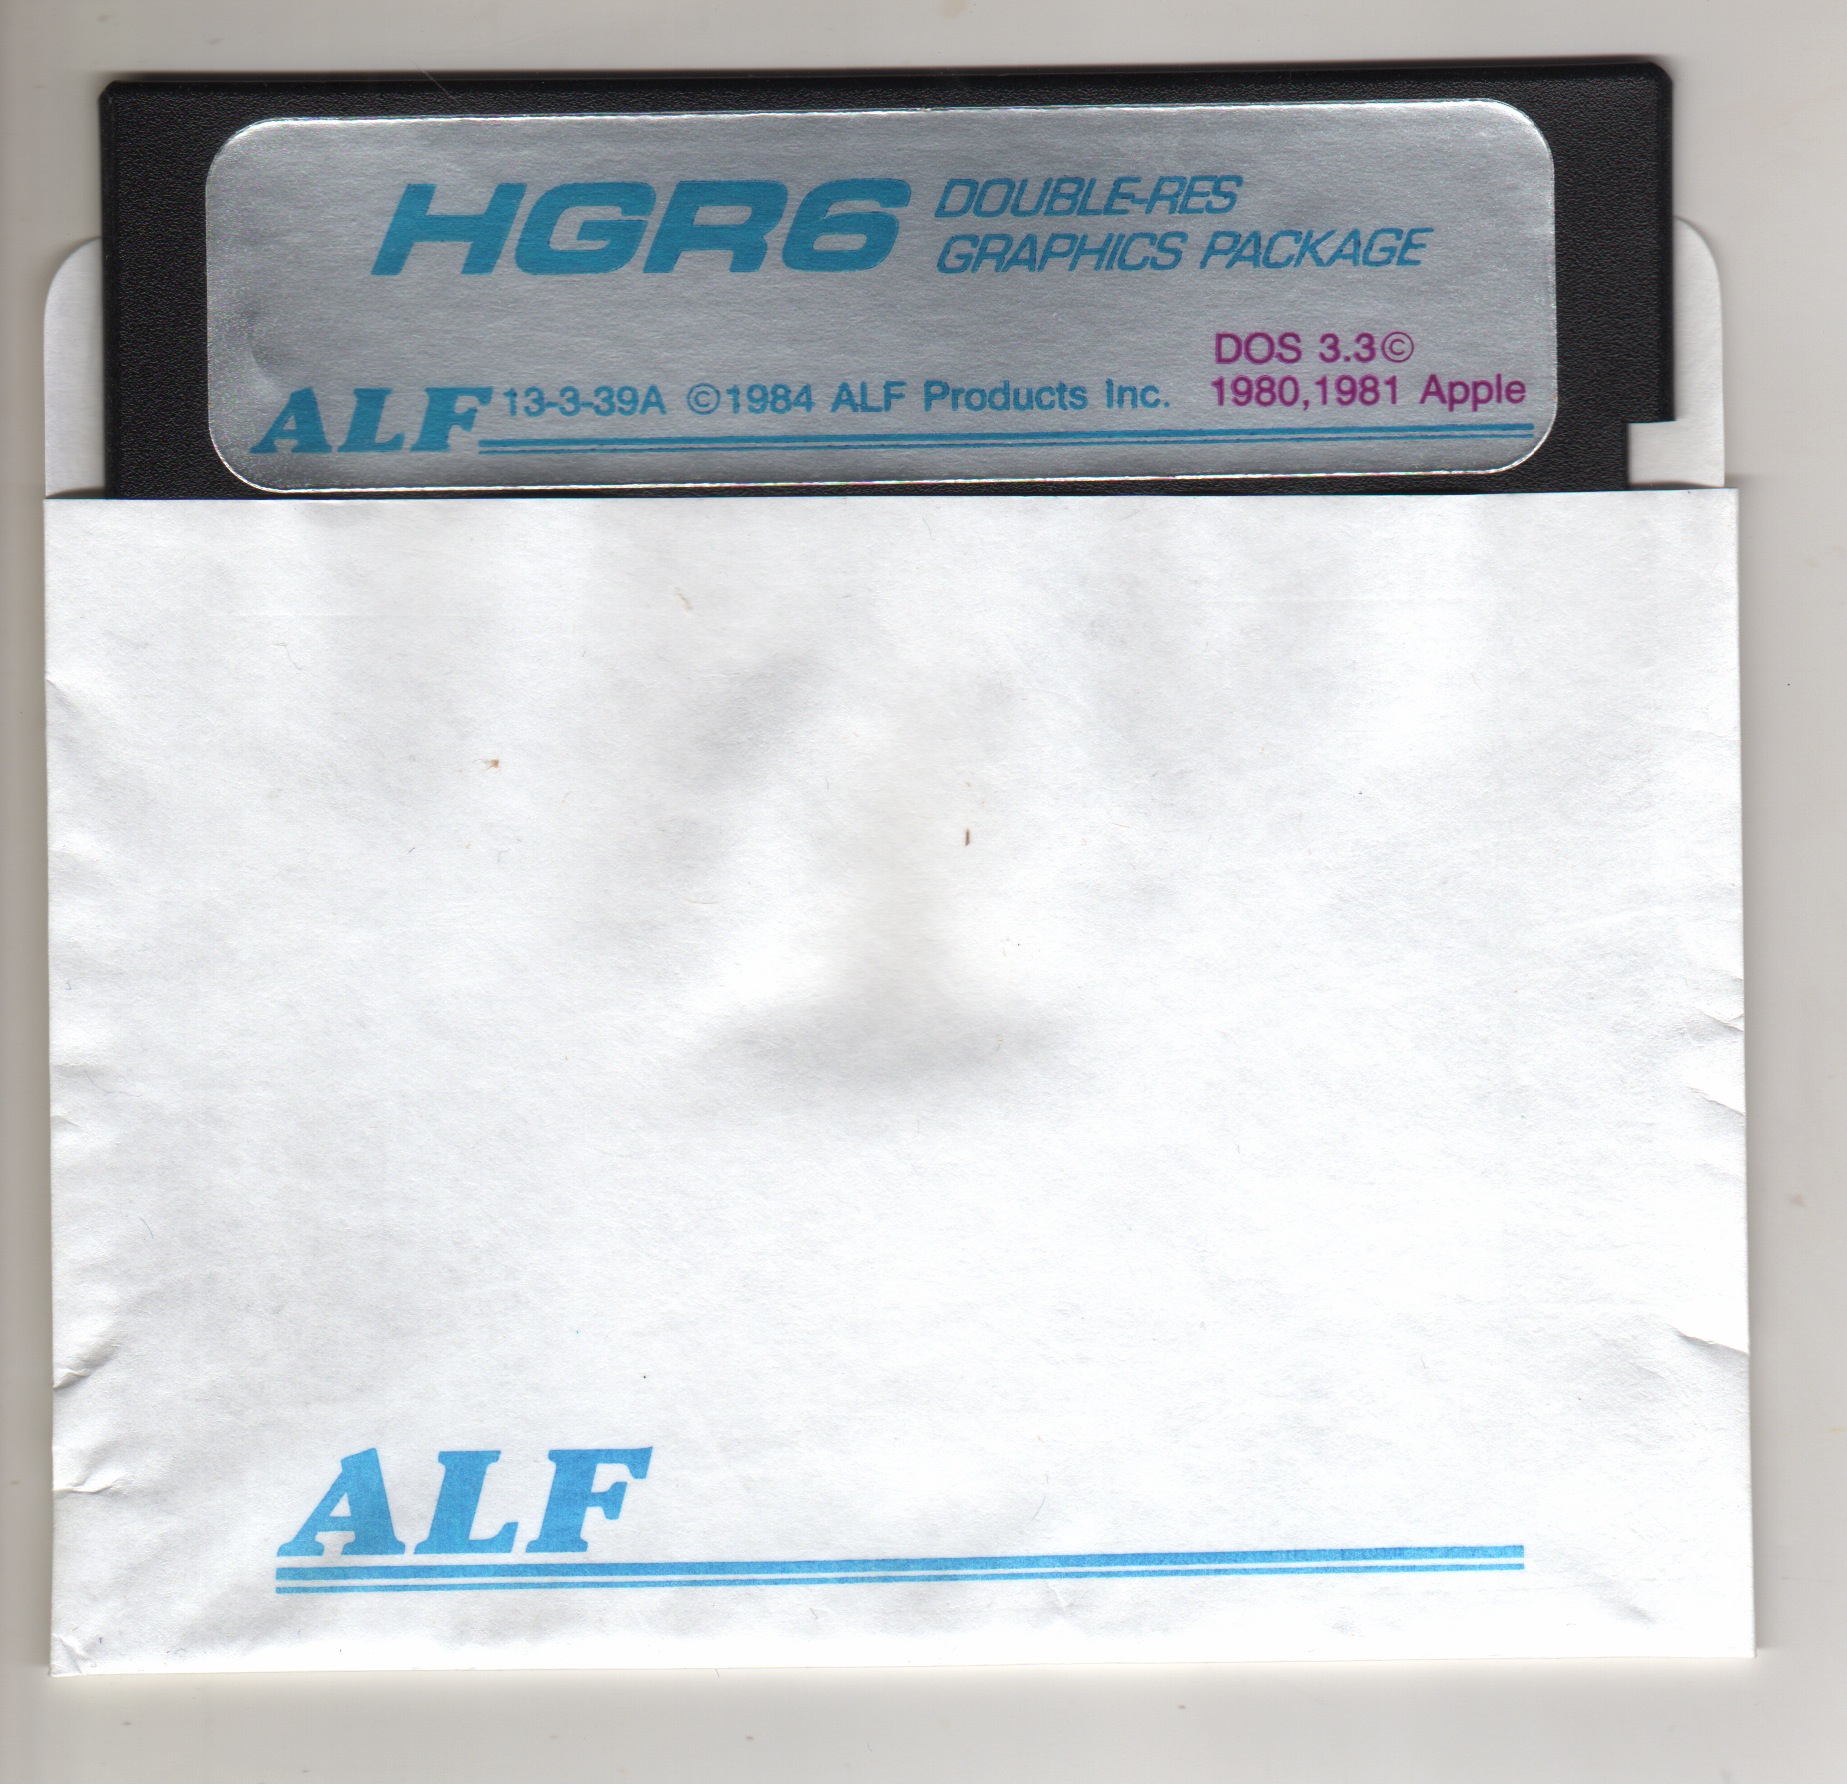 HGR6 DOUBLE-RES
GRAPHICS PACKAGE
DOS 3.3©
ALF 13-3-39A ©1984 ALF Products Inc. 1980,1981 Apple
ALF